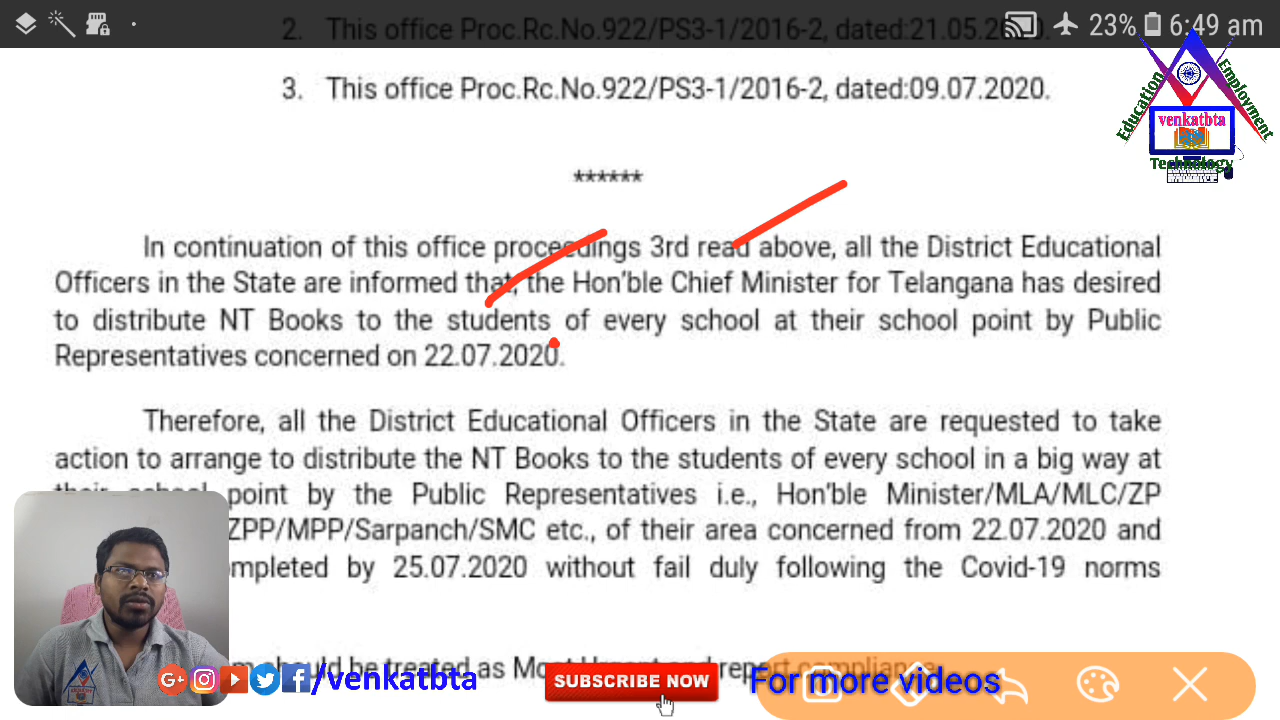 23% 6:49 am
2. This office Proc.Rc.No.922/PS3-1/2016-2, dated:21.05.20
3. This office Proc.Rc.No.922/PS3-1/2016-2, dated:09.07.2020.
Education
Employment
venkatbta
Technology
******
In continuation of this office proceedings 3rd read above, all the District Educational
Officers in the State are informed that, the Hon'ble Chief Minister for Telangana has desired
to distribute NT Books to the students of every school at their school point by Public
Representatives concerned on 22.07.2020.
Therefore, all the District Educational Officers in the State are requested to take
action to arrange to distribute the NT Books to the students of every school in a big way at
their school point by the Public Representatives i.e., Hon'ble Minister/MLA/MLC/ZP
ZPP/MPP/Sarpanch/SMC etc., of their area concerned from 22.07.2020 and
mpleted by 25.07.2020 without fail duly following the Covid-19 norms
should be treated as Most Urgent and report compliance
G+ f/venkatbta
SUBSCRIBE NOW
For more videos